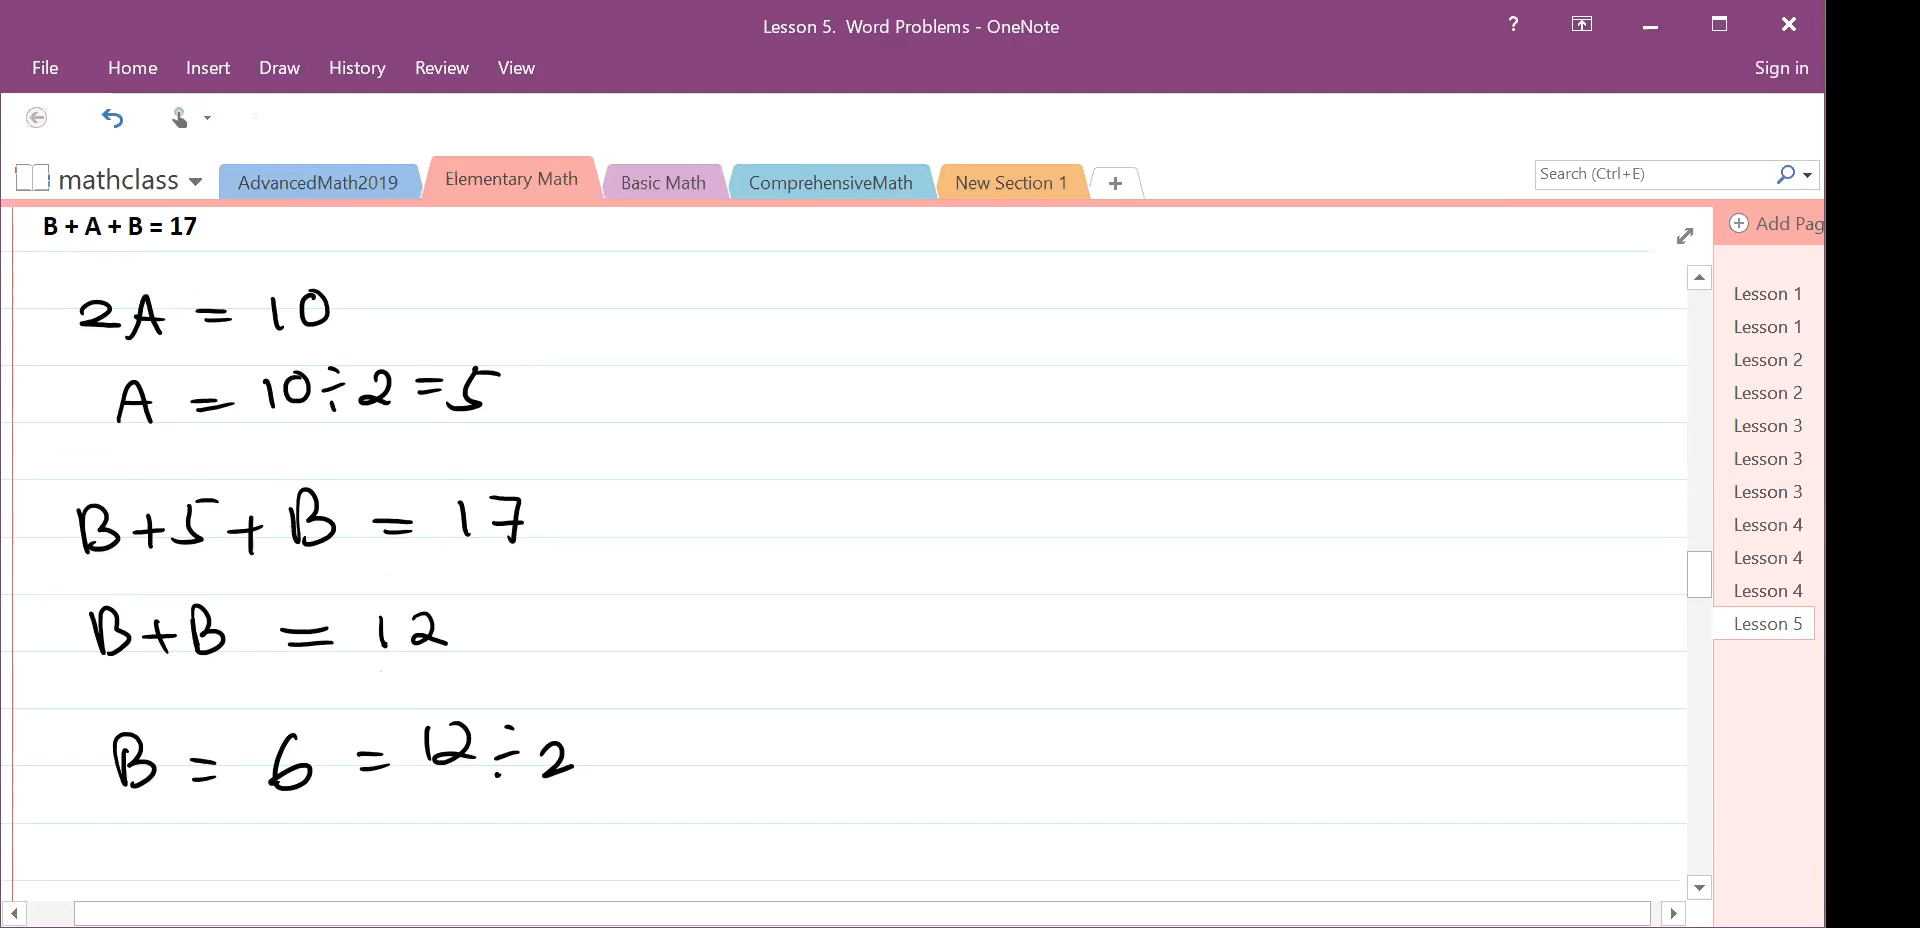 Lesson 5. Word Problems - OneNote
?
File Home Insert Draw History Review View
Sign in
mathclass
AdvancedMath2019
Elementary Math
Basic Math
ComprehensiveMath
New Section 1
+
Search (Ctrl+E)
B + A + B = 17
2A = 10
A = 10 ÷ 2 = 5
B + 5 + B = 17
B + B = 12
B = 6 = 12 ÷ 2
Add Pag
Lesson 1
Lesson 1
Lesson 2
Lesson 2
Lesson 3
Lesson 3
Lesson 3
Lesson 4
Lesson 4
Lesson 4
Lesson 5